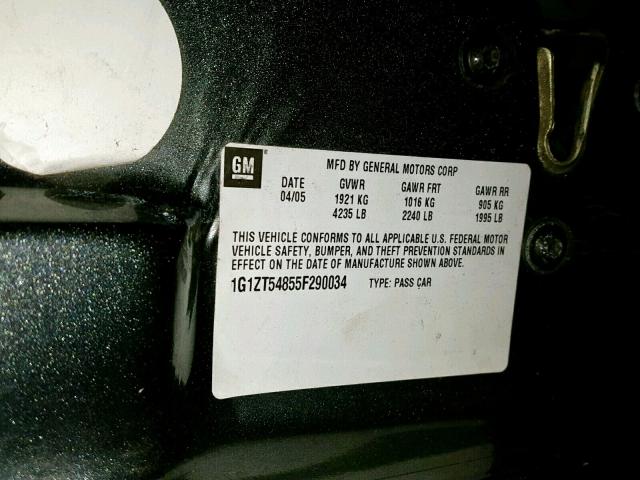 GM
MFD BY GENERAL MOTORS CORP
DATE GVWR GAWR FRT GAWR RR
04/05 1921 KG 1016 KG 905 KG
4235 LB 2240 LB 1995 LB
THIS VEHICLE CONFORMS TO ALL APPLICABLE U.S. FEDERAL MOTOR
VEHICLE SAFETY, BUMPER, AND THEFT PREVENTION STANDARDS IN
EFFECT ON THE DATE OF MANUFACTURE SHOWN ABOVE.
1G1ZT54855F290034 TYPE: PASS CAR